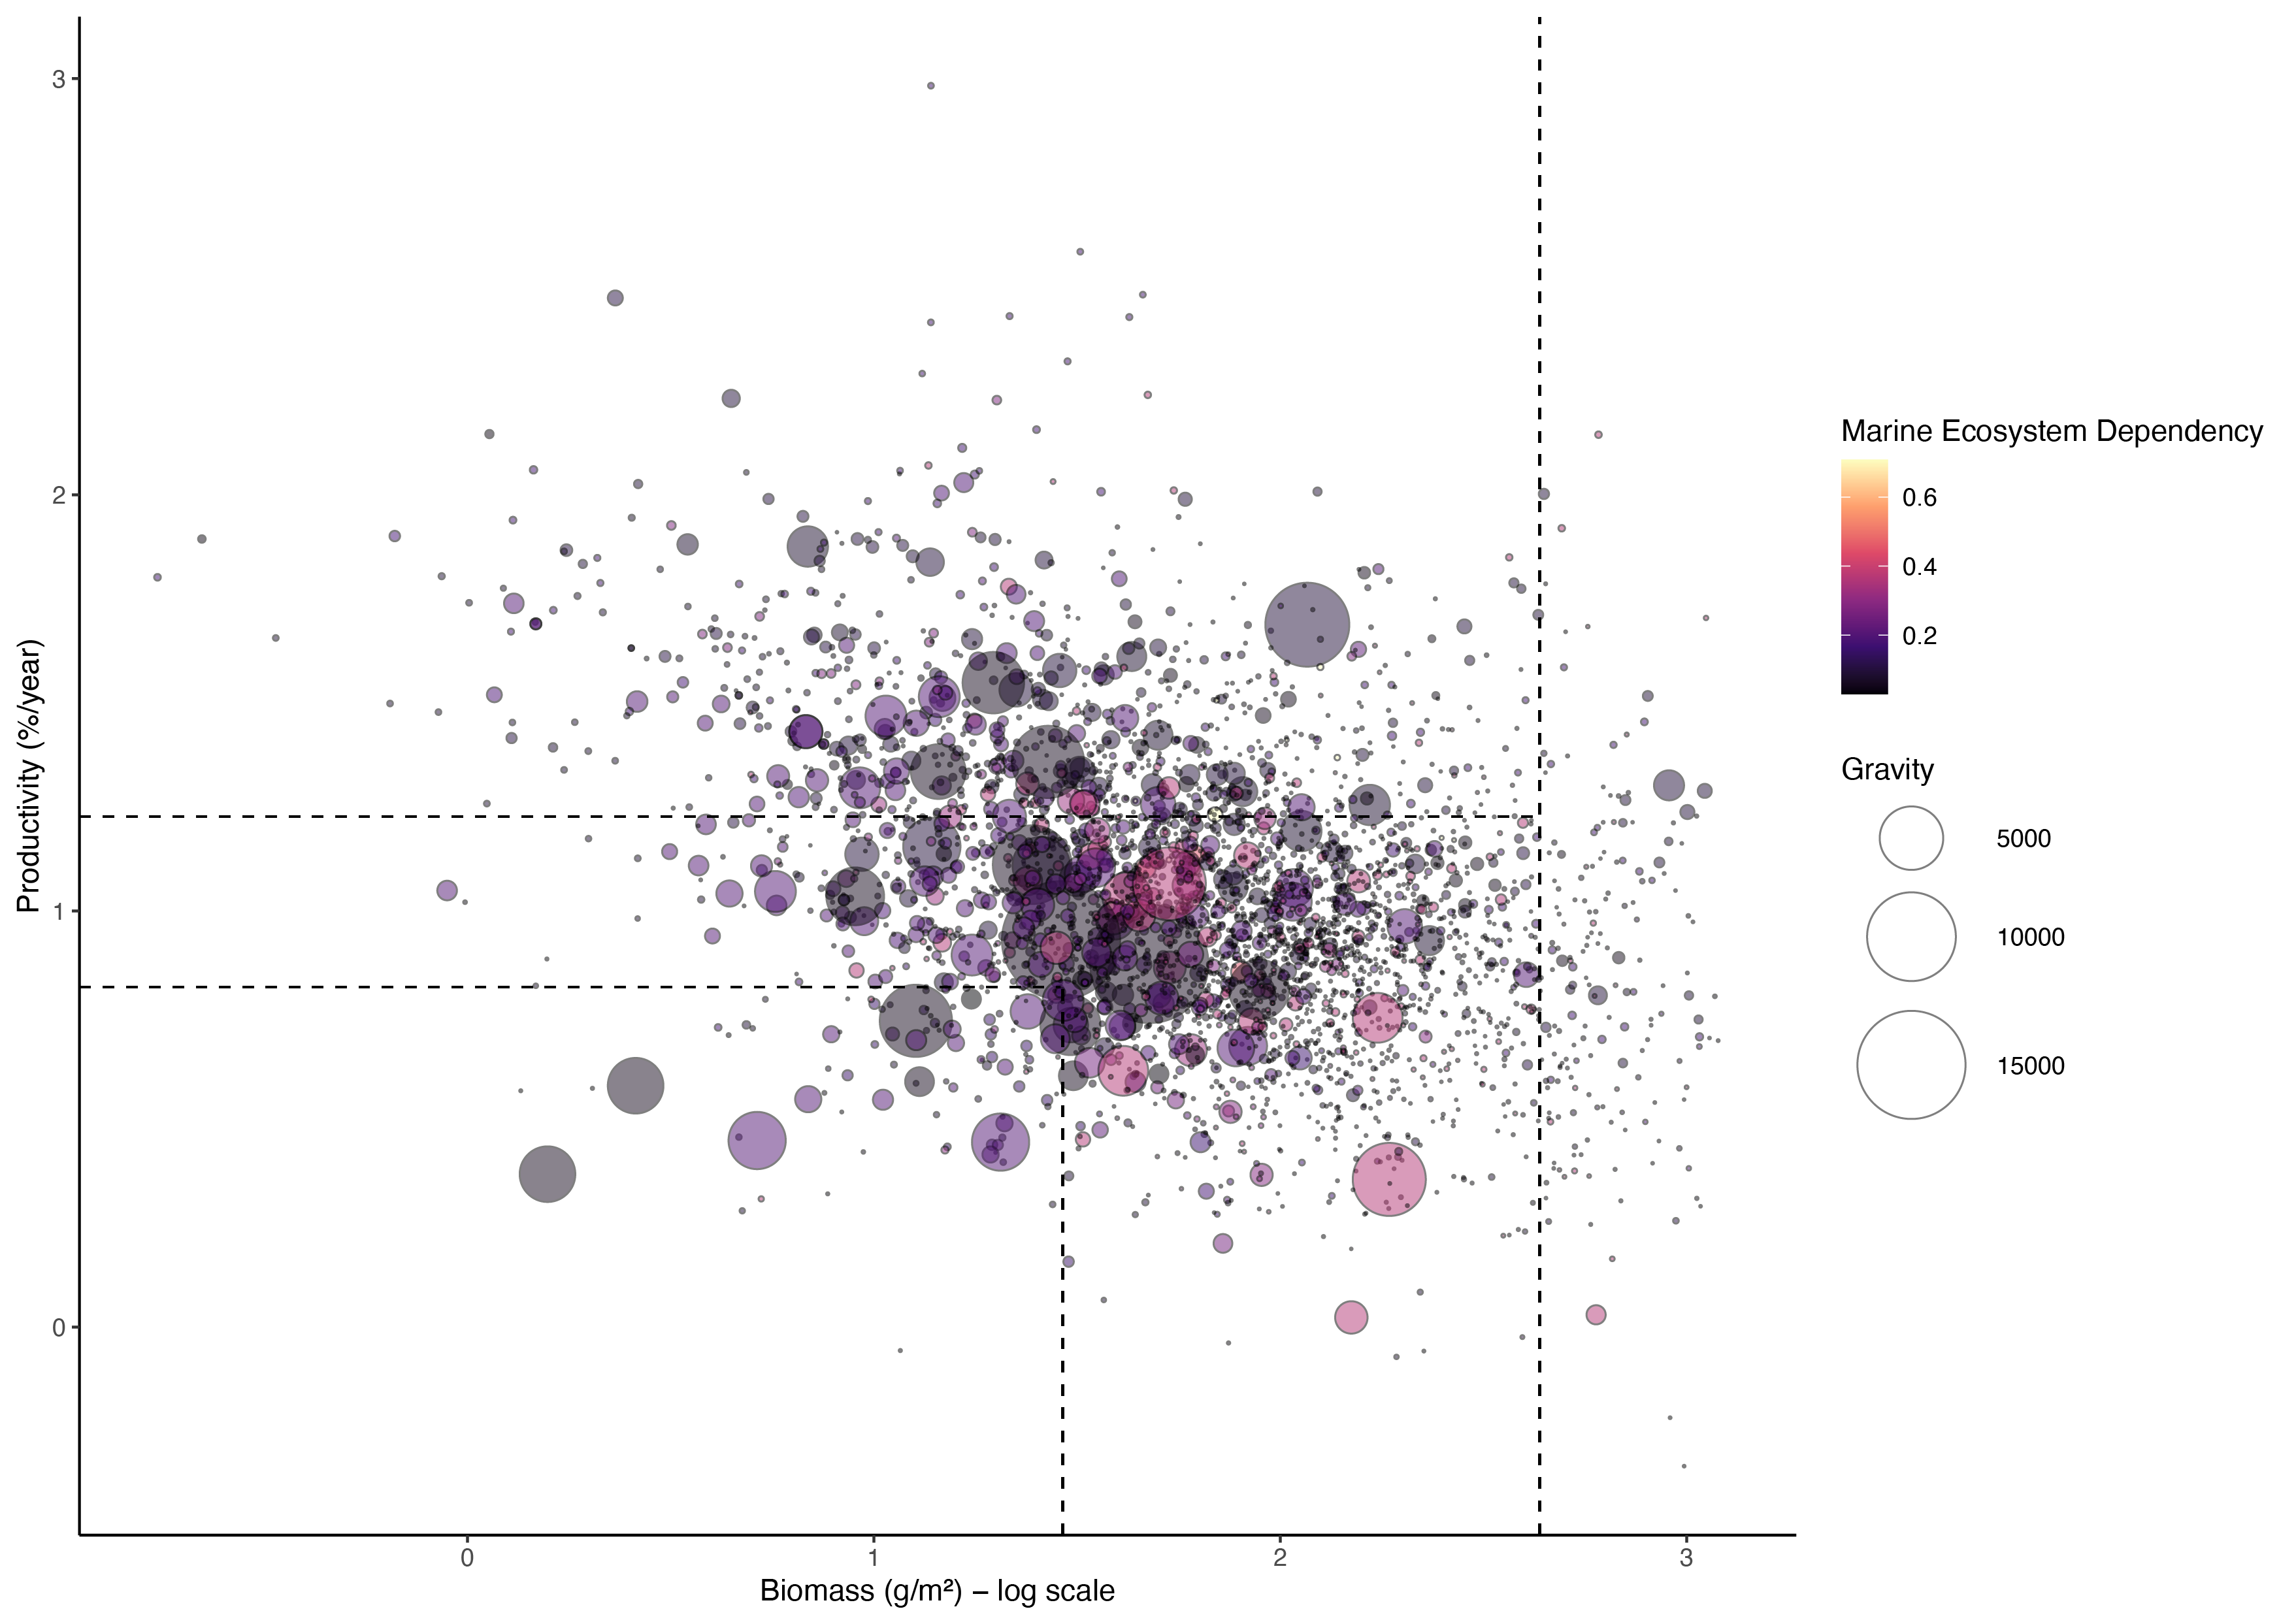 3
2
1
0
Productivity (%/year)
0 1 2 3
Biomass (g/m²) – log scale
Marine Ecosystem Dependency
0.6
0.4
0.2
Gravity
5000
10000
15000